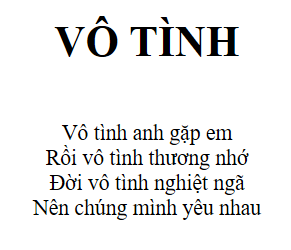 VÔ TÌNH
Vô tình anh gặp em
Rồi vô tình thương nhớ
Đời vô tình nghiệt ngã
Nên chúng mình yêu nhau